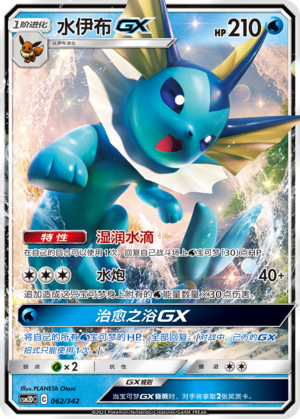 1阶进化 水伊布GX HP210
从伊布进化
特性 湿润水滴
在自己的回合可以使用1次。回复自己战斗场上宝可梦「30」点HP。
水炮 40+
追加造成这只宝可梦身上附有的能量数量×30点伤害。
治愈之浴GX
将自己的所有宝可梦的HP，全部回复。[对战中，己方的GX招式只能使用1次。]
弱点 ×2 抵抗力 撤退
Illus.PLANETA Otani
GX规则
当宝可梦GX昏厥时，对手将拿取2张奖赏卡。
CSM2DC G 062/342
©2023 Pokémon/Nintendo/Creatures/GAME FREAK.